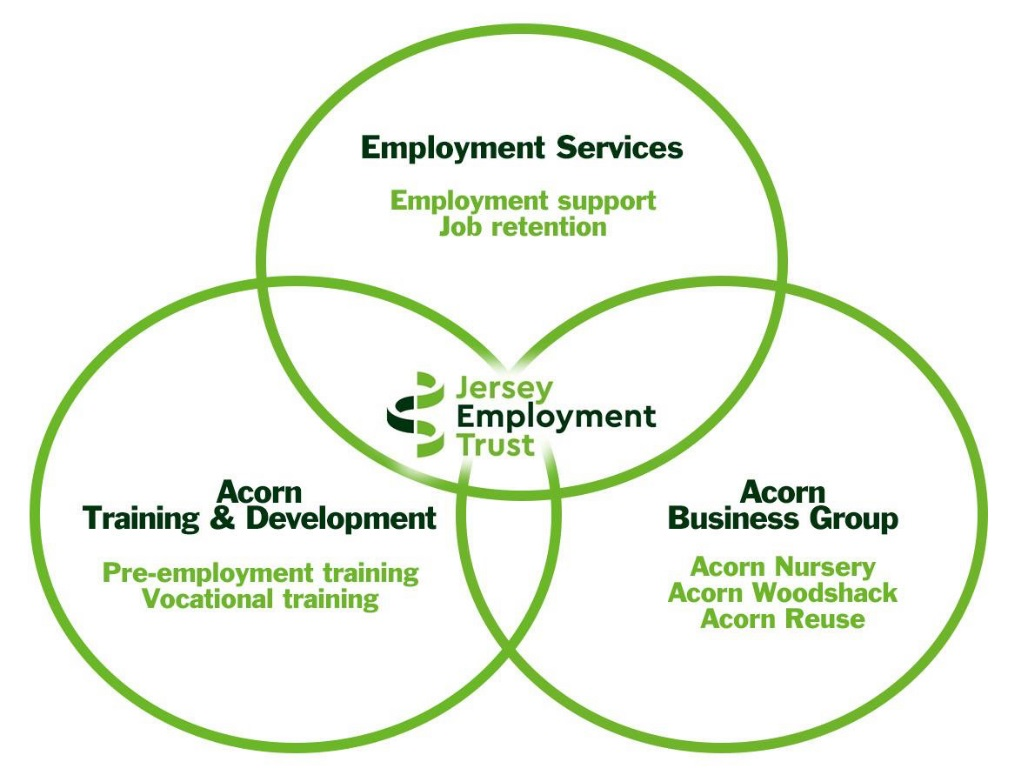 Employment Services
Employment support
Job retention
Jersey
Employment
Trust
Acorn
Training & Development
Pre-employment training
Vocational training
Acorn
Business Group
Acorn Nursery
Acorn Woodshack
Acorn Reuse